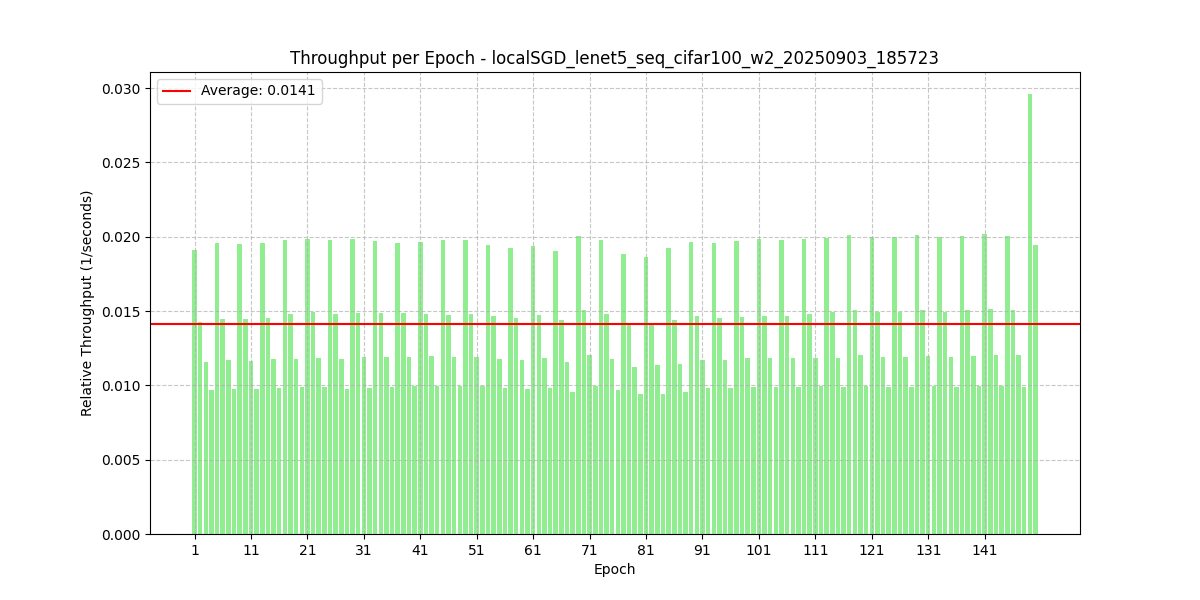 Throughput per Epoch - localSGD_lenet5_seq_cifar100_w2_20250903_185723
Average: 0.0141
Relative Throughput (1/seconds)
0.030
0.025
0.020
0.015
0.010
0.005
0.000
1 11 21 31 41 51 61 71 81 91 101 111 121 131 141
Epoch